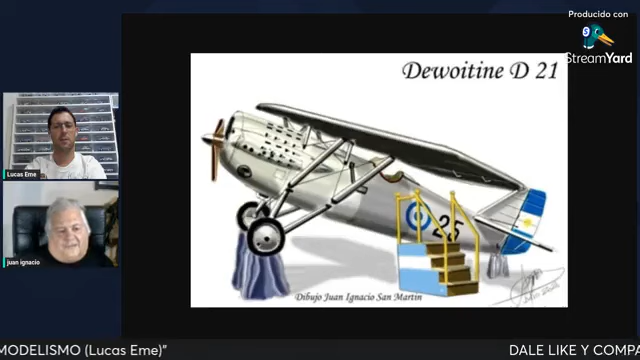 Producido con
StreamYard
Dewoitine D 21
Lucas Eme
juan ignacio
25
Dibujo Juan Ignacio San Martin
MODELISMO (Lucas Eme)" DALE LIKE Y COMPA